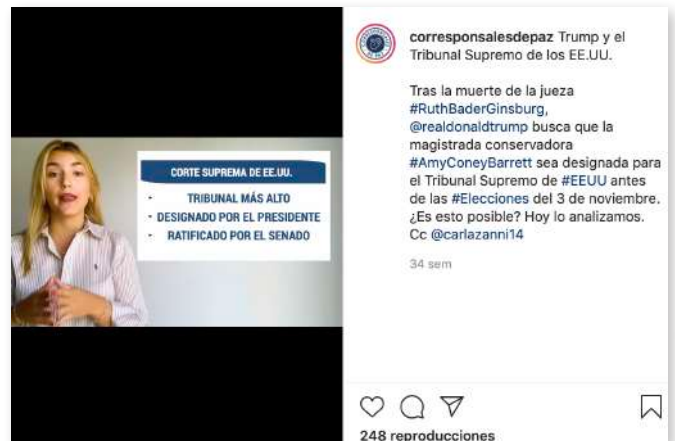 corresponsalesdepaz Trump y el
Tribunal Supremo de los EE.UU.
Tras la muerte de la jueza
#RuthBaderGinsburg,
@realdonaldtrump busca que la
magistrada conservadora
#AmyConeyBarrett sea designada para
el Tribunal Supremo de #EEUU antes
de las #Elecciones del 3 de noviembre.
¿Es esto posible? Hoy lo analizamos.
Cc @carlazanni14
34 sem
CORTE SUPREMA DE EE.UU.
- TRIBUNAL MÁS ALTO
- DESIGNADO POR EL PRESIDENTE
- RATIFICADO POR EL SENADO
248 reproducciones